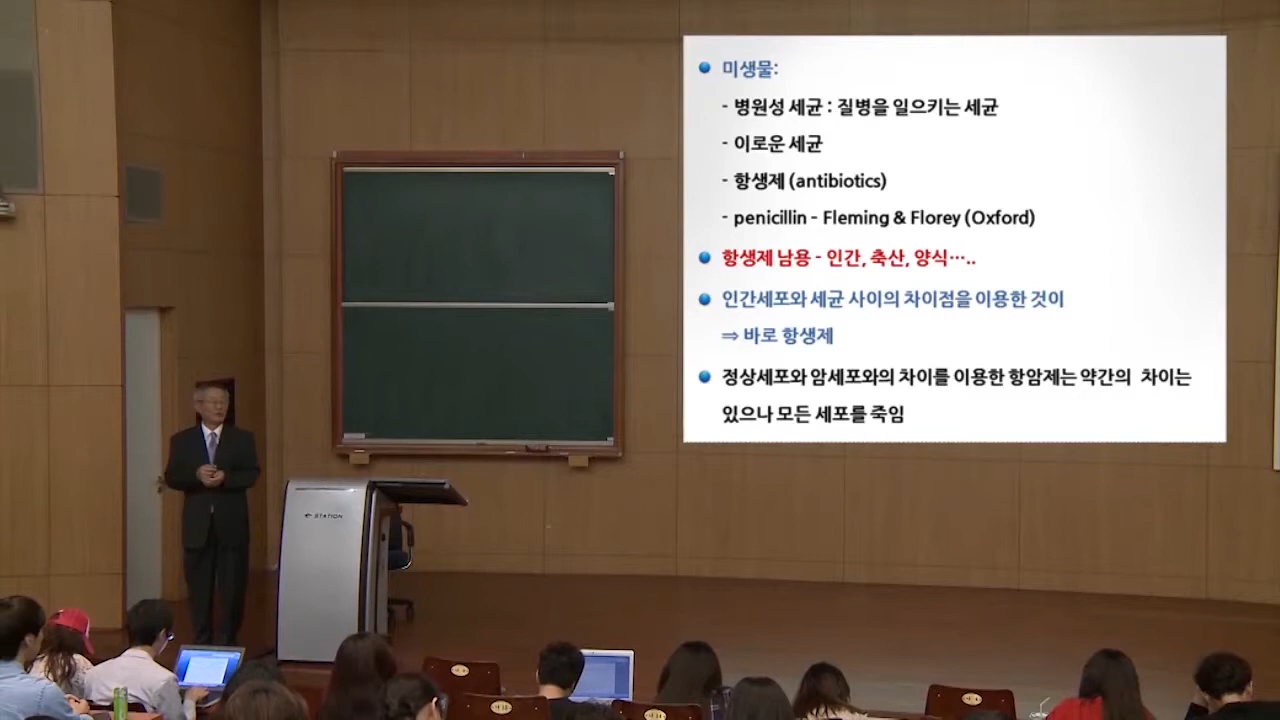 미생물:
- 병원성 세균 : 질병을 일으키는 세균
- 이로운 세균
- 항생제 (antibiotics)
- penicillin - Fleming & Florey (Oxford)
항생제 남용 - 인간, 축산, 양식…..
인간세포와 세균 사이의 차이점을 이용한 것이
⇒ 바로 항생제
정상세포와 암세포와의 차이를 이용한 항암제는 약간의 차이는
있으나 모든 세포를 죽임
STATION